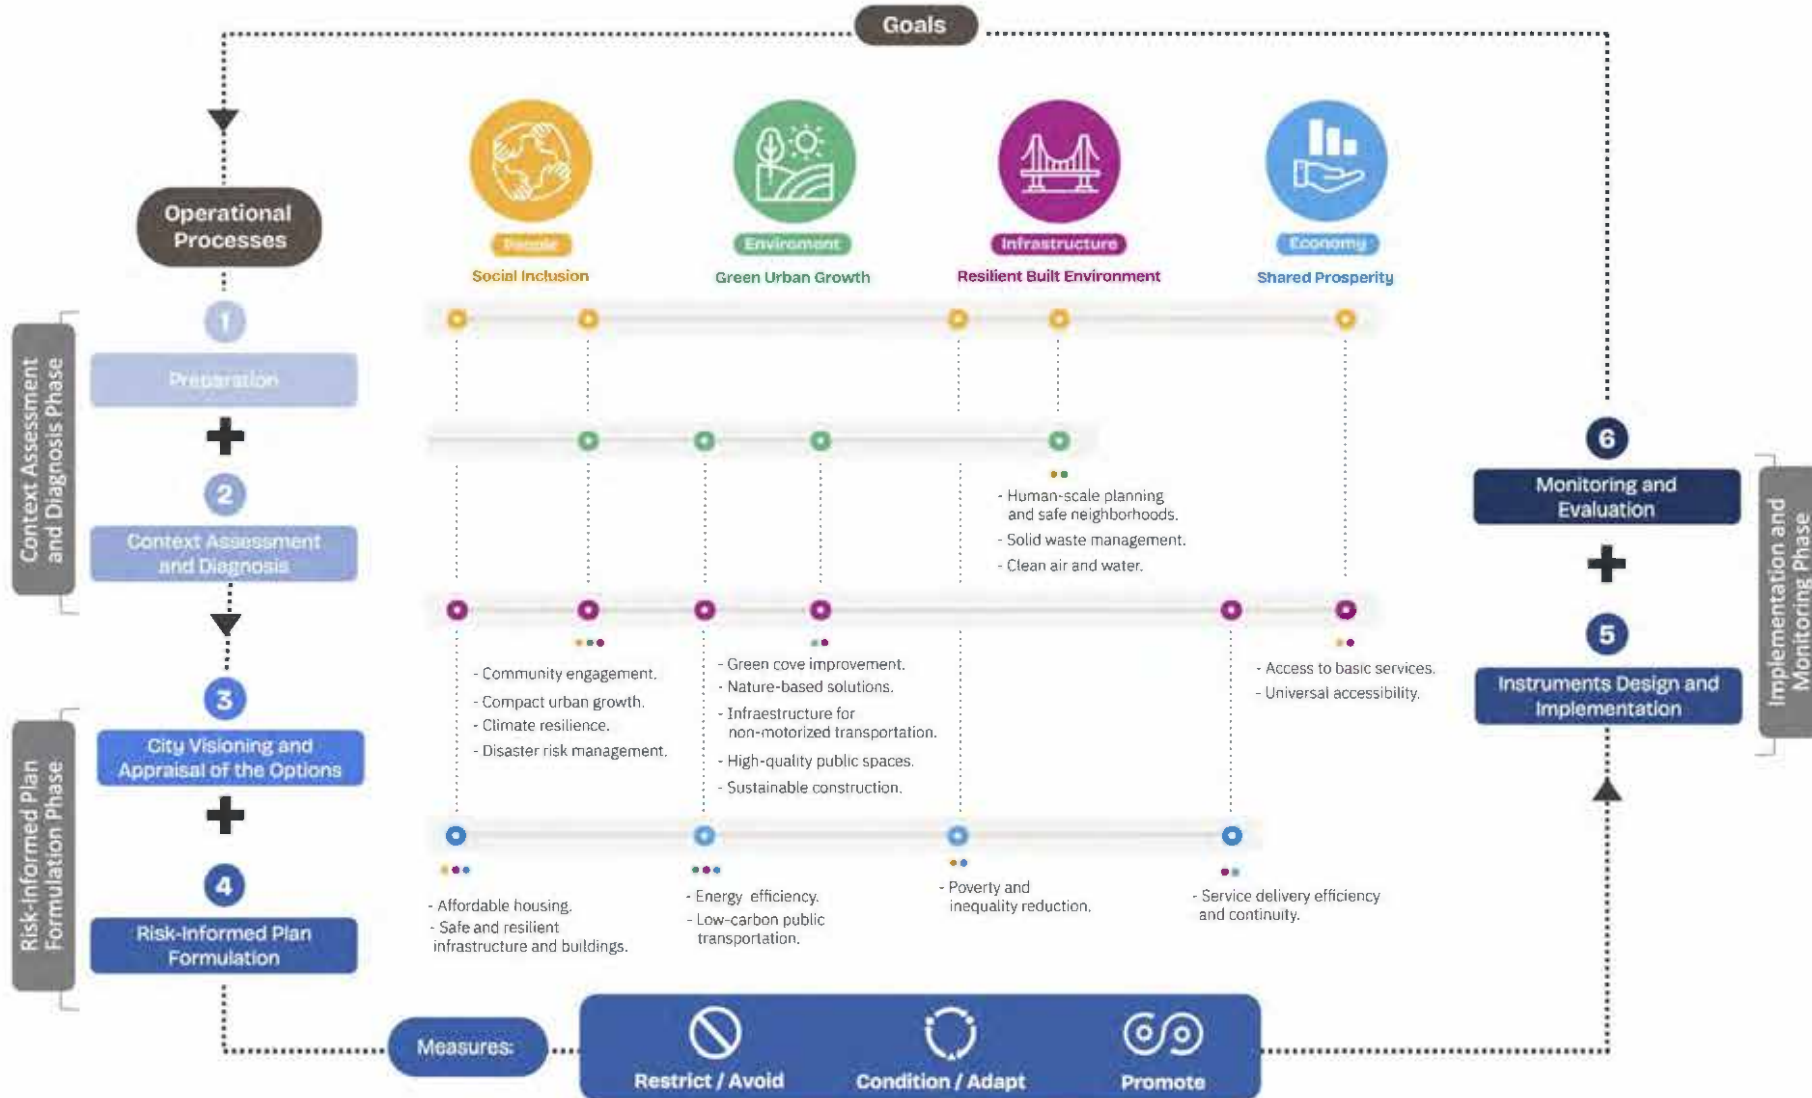 Goals
Operational
Processes
People
Enviroment
Infrastructure
Economy
Social Inclusion
Green Urban Growth
Resilient Built Environment
Shared Prosperity
Context Assessment
and Diagnosis Phase
1
Preparation
2
Context Assessment
and Diagnosis
Risk-Informed Plan
Formulation Phase
3
City Visioning and
Appraisal of the Options
4
Risk-Informed Plan
Formulation
- Human-scale planning
and safe neighborhoods.
- Solid waste management.
- Clean air and water.
- Community engagement.
- Compact urban growth.
- Climate resilience.
- Disaster risk management.
- Green cove improvement.
- Nature-based solutions.
- Infraestructure for
non-motorized transportation.
- High-quality public spaces.
- Sustainable construction.
- Access to basic services.
- Universal accessibility.
- Affordable housing.
- Safe and resilient
infrastructure and buildings.
- Energy efficiency.
- Low-carbon public
transportation.
- Poverty and
inequality reduction.
- Service delivery efficiency
and continuity.
6
Monitoring and
Evaluation
5
Instruments Design and
Implementation
Implementation and
Monitoring Phase
Measures:
Restrict / Avoid
Condition / Adapt
Promote